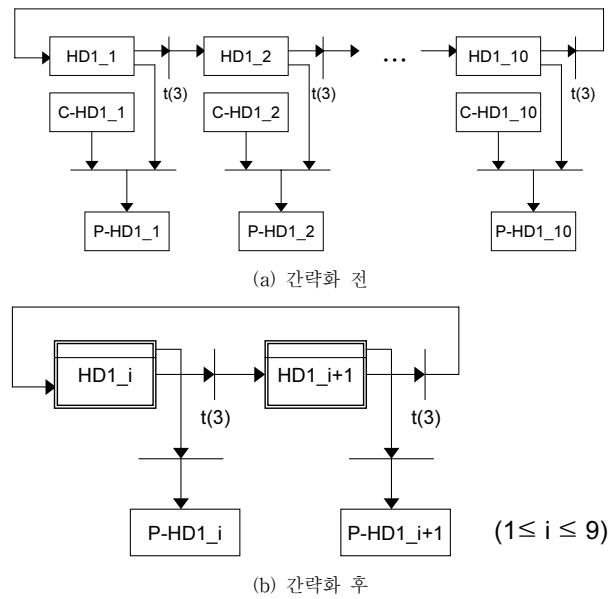 HD1_1 HD1_2 ... HD1_10
t(3) t(3) t(3)
C-HD1_1 C-HD1_2 C-HD1_10
P-HD1_1 P-HD1_2 P-HD1_10
(a) 간략화 전
HD1_i HD1_i+1
t(3) t(3)
P-HD1_i P-HD1_i+1 (1≤ i ≤ 9)
(b) 간략화 후